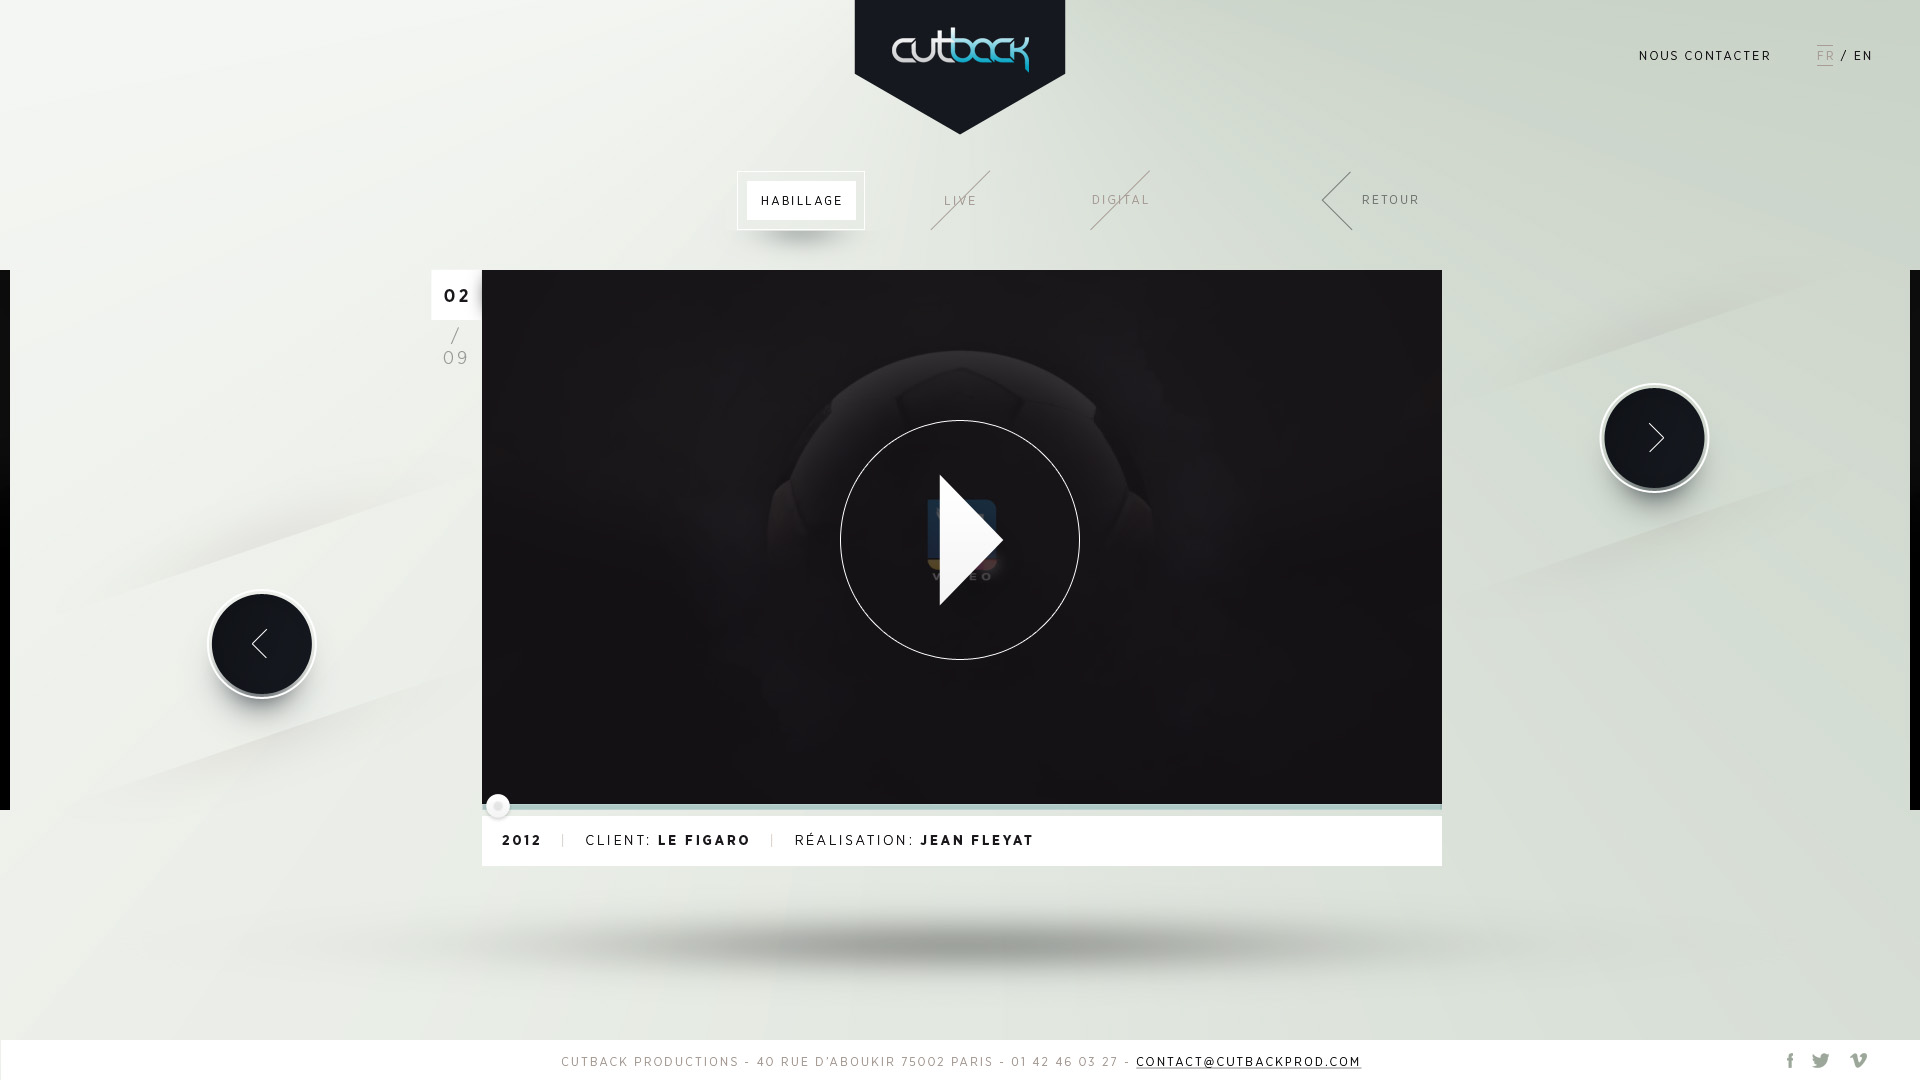 cutback
NOUS CONTACTER
FR / EN
HABILLAGE
LIVE
DIGITAL
RETOUR
02
/
09
2012 | CLIENT: LE FIGARO | RÉALISATION: JEAN FLEYAT
CUTBACK PRODUCTIONS - 40 RUE D'ABOUKIR 75002 PARIS - 01 42 46 03 27 - CONTACT@CUTBACKPROD.COM